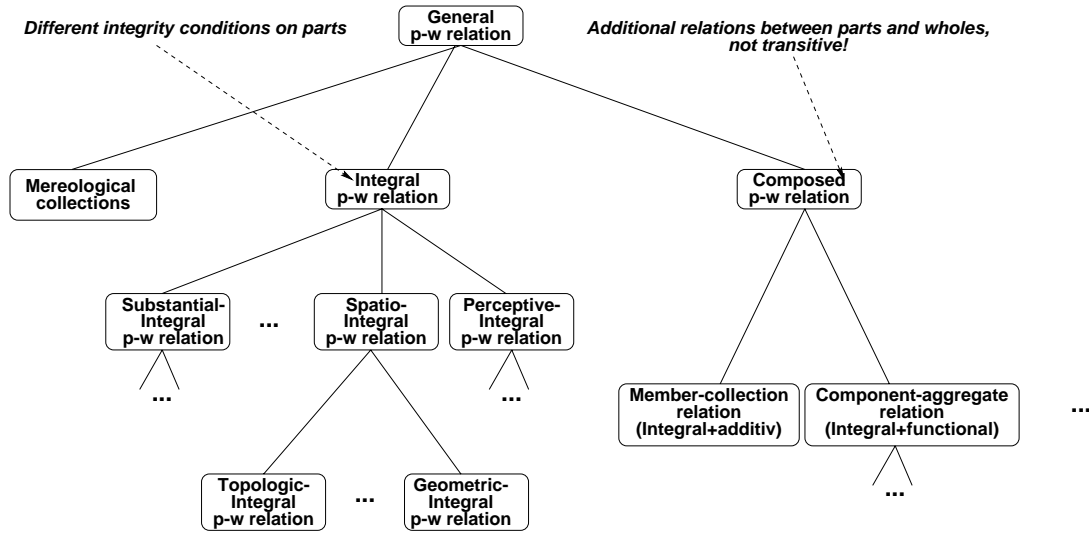 Different integrity conditions on parts
General
p-w relation
Additional relations between parts and wholes,
not transitive!
Mereological
collections
Integral
p-w relation
Composed
p-w relation
Substantial-
Integral
p-w relation
...
Spatio-
Integral
p-w relation
Perceptive-
Integral
p-w relation
...
...
Member-collection
relation
(Integral+additiv)
Component-aggregate
relation
(Integral+functional)
...
Topologic-
Integral
p-w relation
...
Geometric-
Integral
p-w relation
...